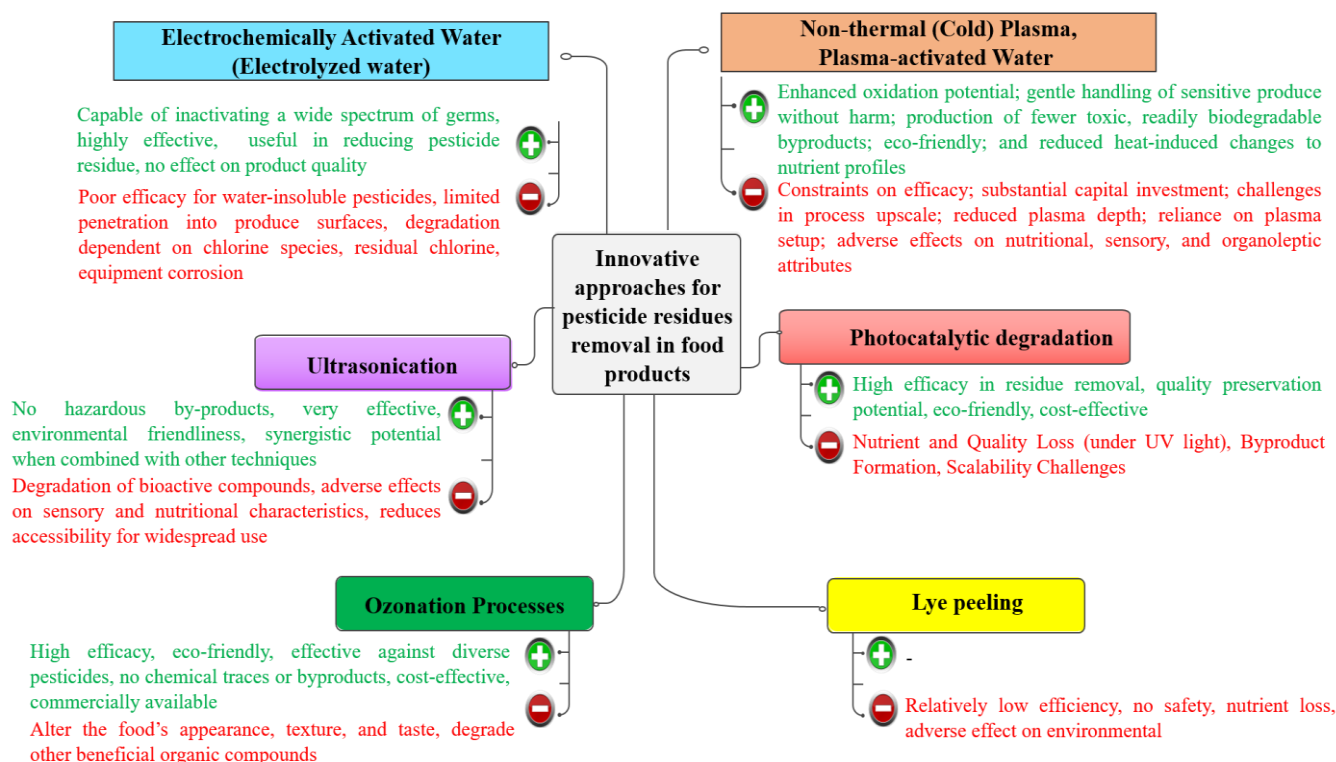 Electrochemically Activated Water
(Electrolyzed water)
Capable of inactivating a wide spectrum of germs,
highly effective, useful in reducing pesticide
residue, no effect on product quality
Poor efficacy for water-insoluble pesticides, limited
penetration into produce surfaces, degradation
dependent on chlorine species, residual chlorine,
equipment corrosion
Non-thermal (Cold) Plasma,
Plasma-activated Water
Enhanced oxidation potential; gentle handling of sensitive produce
without harm; production of fewer toxic, readily biodegradable
byproducts; eco-friendly; and reduced heat-induced changes to
nutrient profiles
Constraints on efficacy; substantial capital investment; challenges
in process upscale; reduced plasma depth; reliance on plasma
setup; adverse effects on nutritional, sensory, and organoleptic
attributes
Innovative
approaches for
pesticide residues
removal in food
products
Ultrasonication
No hazardous by-products, very effective,
environmental friendliness, synergistic potential
when combined with other techniques
Degradation of bioactive compounds, adverse effects
on sensory and nutritional characteristics, reduces
accessibility for widespread use
Photocatalytic degradation
High efficacy in residue removal, quality preservation
potential, eco-friendly, cost-effective
Nutrient and Quality Loss (under UV light), Byproduct
Formation, Scalability Challenges
Ozonation Processes
High efficacy, eco-friendly, effective against diverse
pesticides, no chemical traces or byproducts, cost-effective,
commercially available
Alter the food's appearance, texture, and taste, degrade
other beneficial organic compounds
Lye peeling
-
Relatively low efficiency, no safety, nutrient loss,
adverse effect on environmental